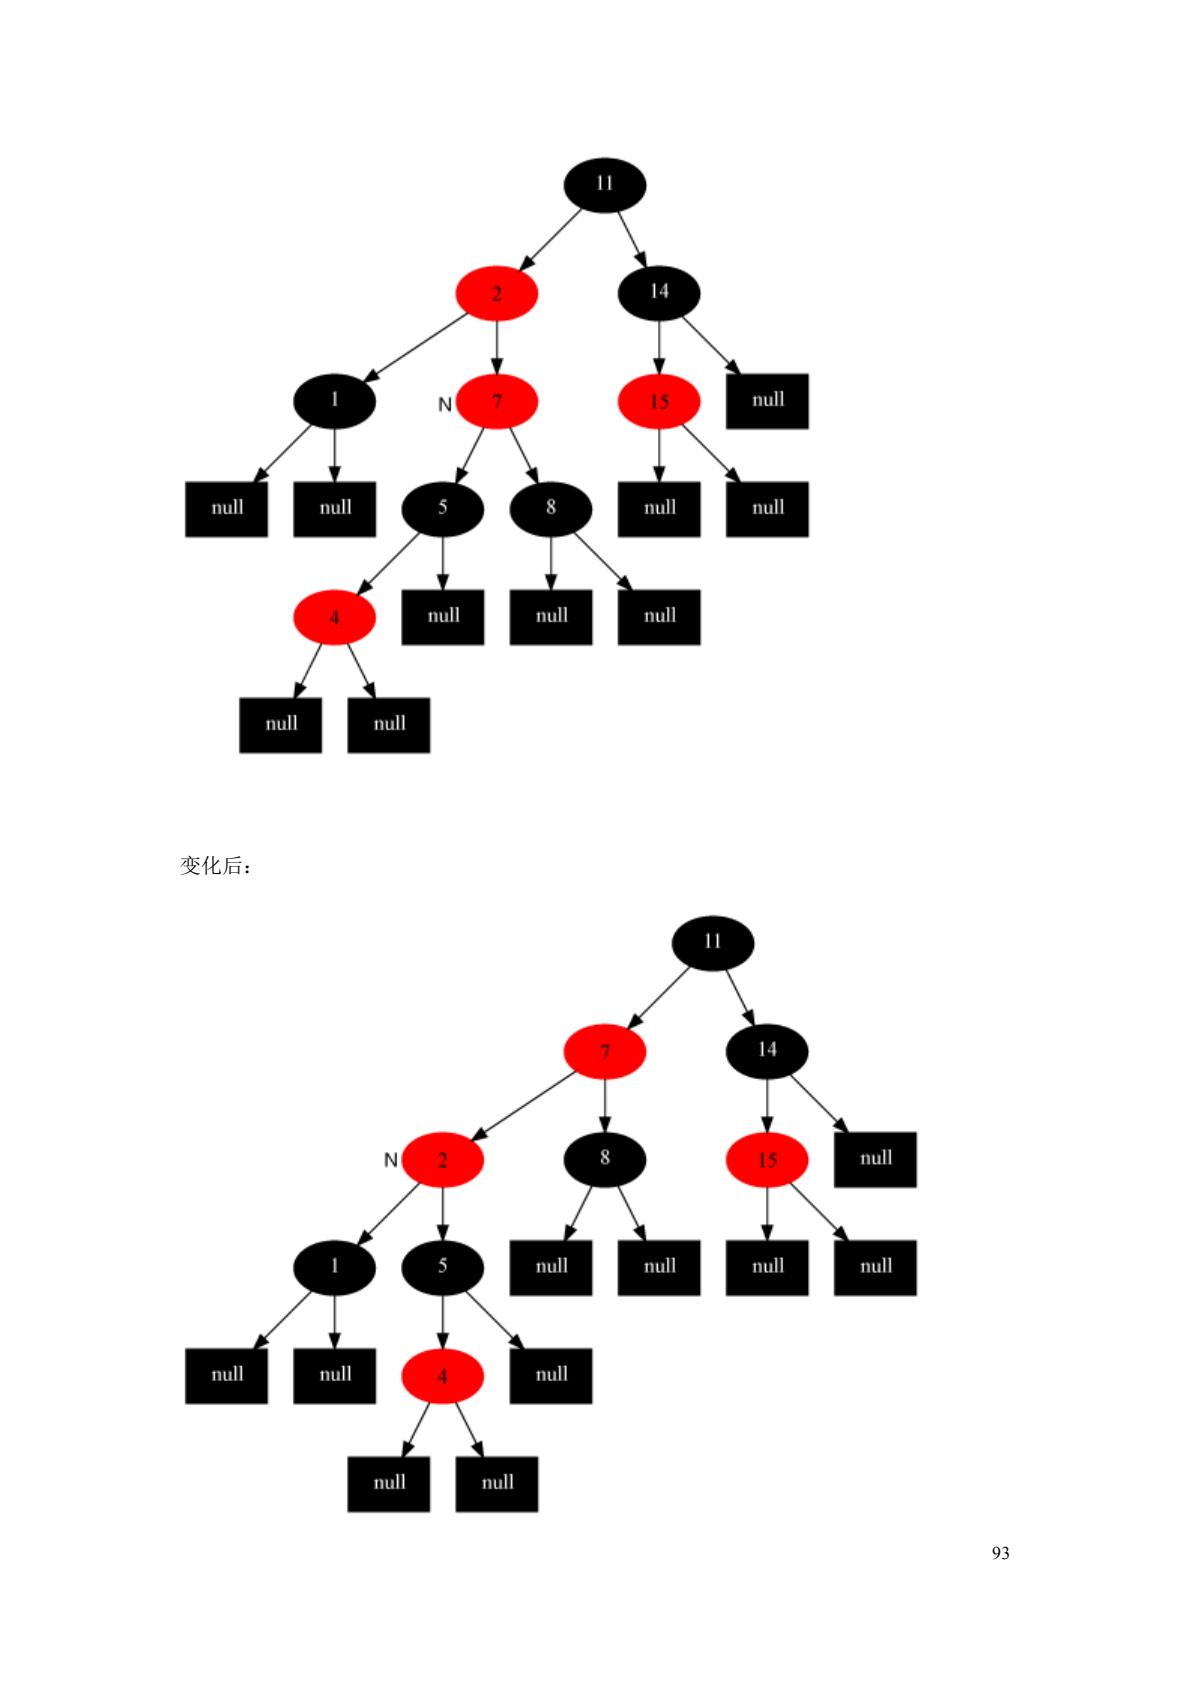 11
2 14
1 N 7 15 null
null null 5 8 null null
4 null null null
null null
变化后：
11
7 14
N 2 8 15 null
1 5 null null null null
null null 4 null
null null
93